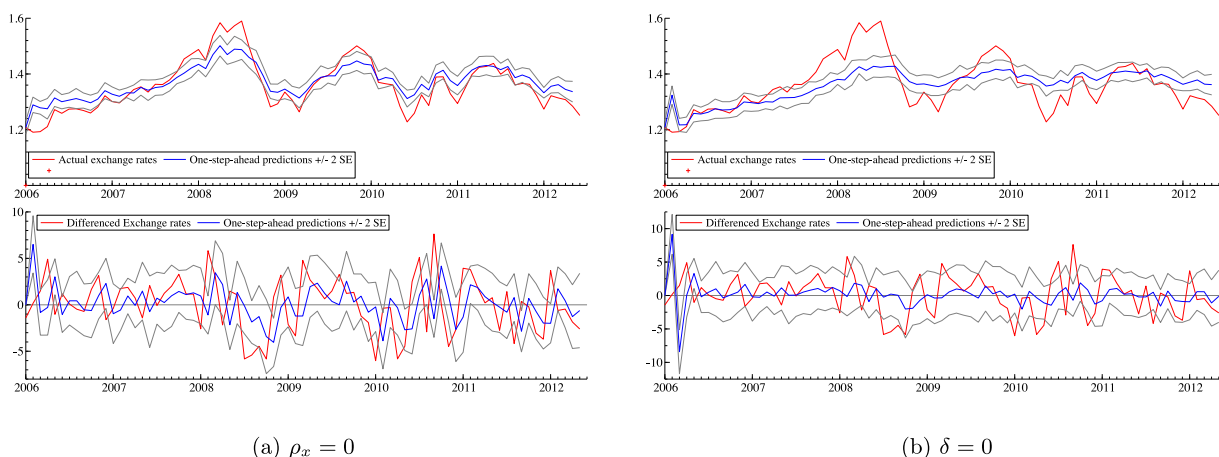 1.6
1.4
1.2
Actual exchange rates One-step-ahead predictions +/- 2 SE
2006 2007 2008 2009 2010 2011 2012
10
5
0
-5
Differenced Exchange rates One-step-ahead predictions +/- 2 SE
2006 2007 2008 2009 2010 2011 2012
(a) ρx = 0
1.6
1.4
1.2
Actual exchange rates One-step-ahead predictions +/- 2 SE
2006 2007 2008 2009 2010 2011 2012
10
5
0
-5
-10
Differenced Exchange rates One-step-ahead predictions +/- 2 SE
2006 2007 2008 2009 2010 2011 2012
(b) δ = 0